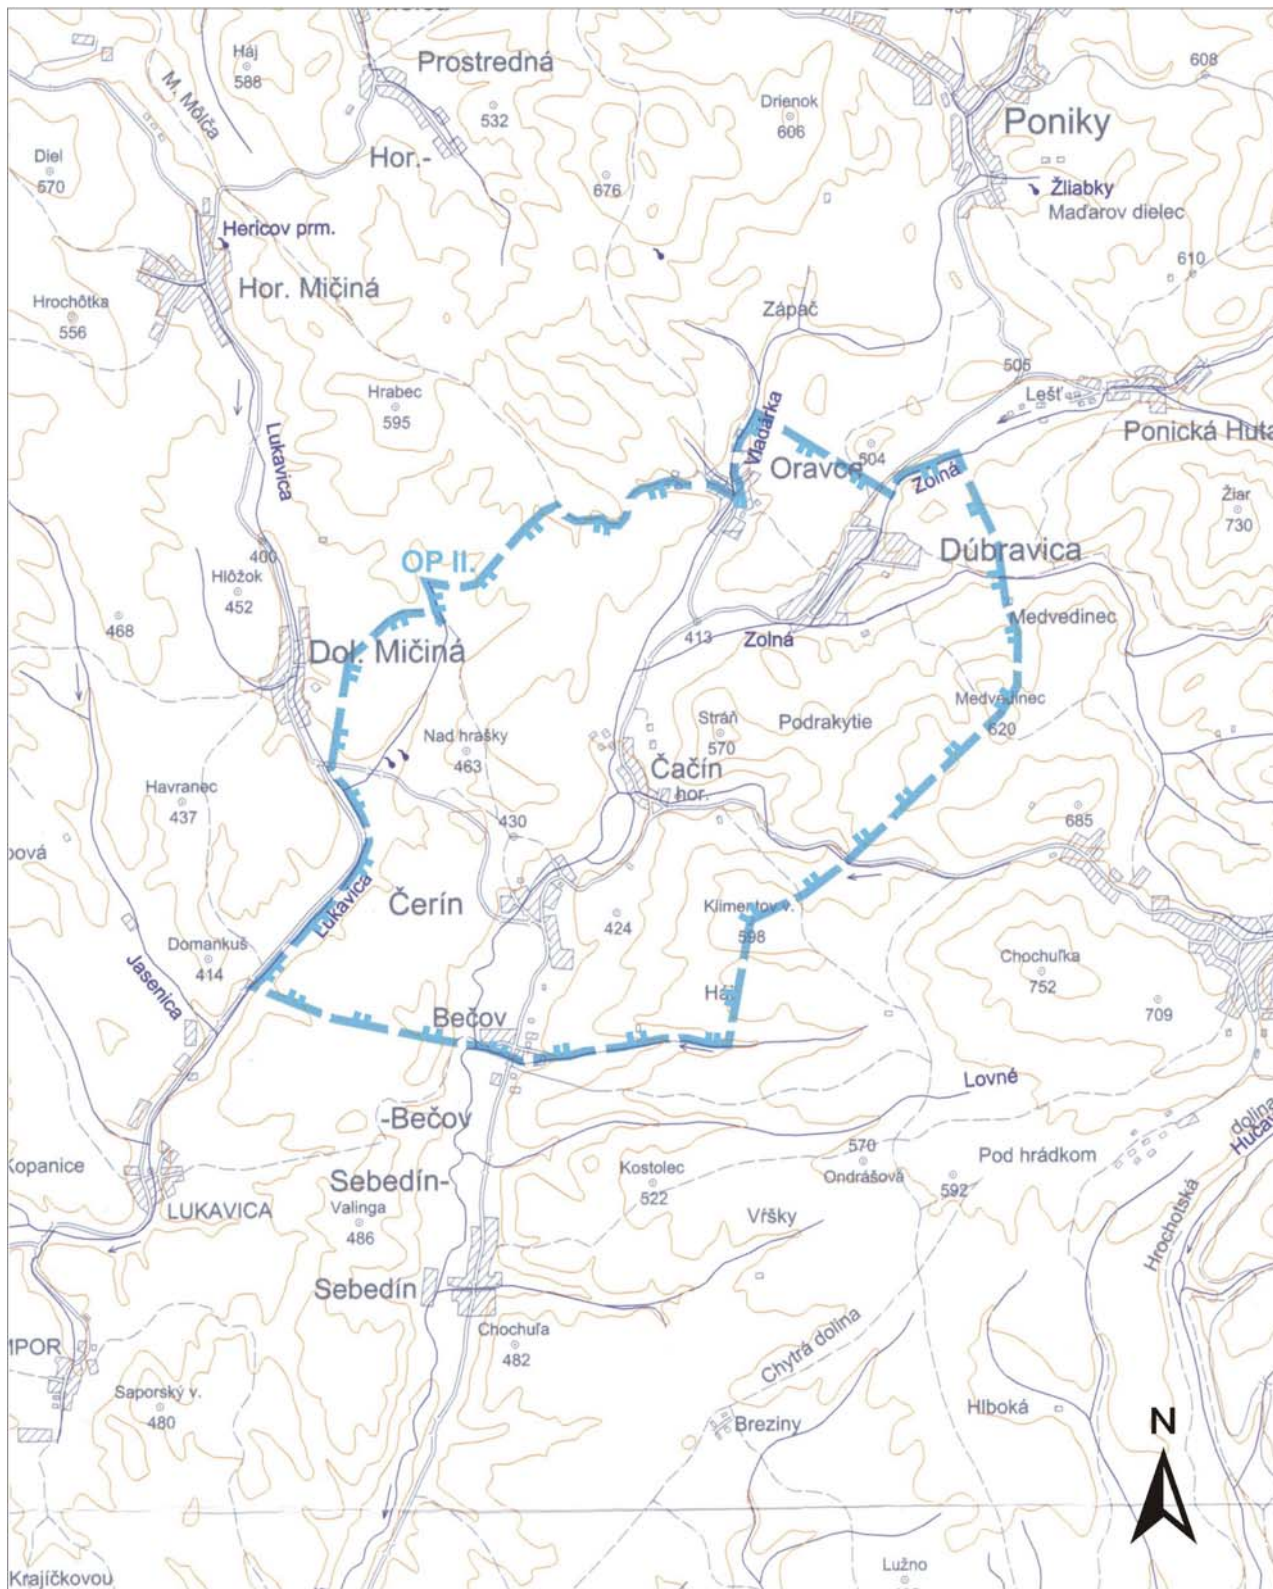 Prostredná
Háj
588
M. Môlča
532
Drienok
606
608
Poniky
Hor.-
Diel
570
676
Žliabky
Maďarov dielec
Hericov prm.
610
Hor. Mičiná
Hrochôtka
556
Zápač
505
Hrabec
595
Lešť
Lukavica
Vladárka
Ponická Huta
504
Oravce
Zolná
Žiar
730
400
Dúbravica
OP II.
Hlôžok
452
468
Medvedinec
413
Zolná
Dol. Mičiná
Medvedinec
620
Stráň
570
Podrakytie
Nad hrašky
463
Čačín
hor.
Havranec
437
430
685
Čerín
Lukavica
424
Klimentov v.
598
Domankuš
414
Jasenica
Chochuľka
752
Háj
709
Bečov
Lovné
-Bečov
dolina
570
Ondrášová
Pod hrádkom
592
Kopanice
Kostolec
522
Sebedín-
Valinga
486
LUKAVICA
Vŕšky
Hrochotská
Sebedín
Chochuľa
482
Chytrá dolina
Saporský v.
480
Hlboká
Breziny
N
Lužno
Krajíčkovou